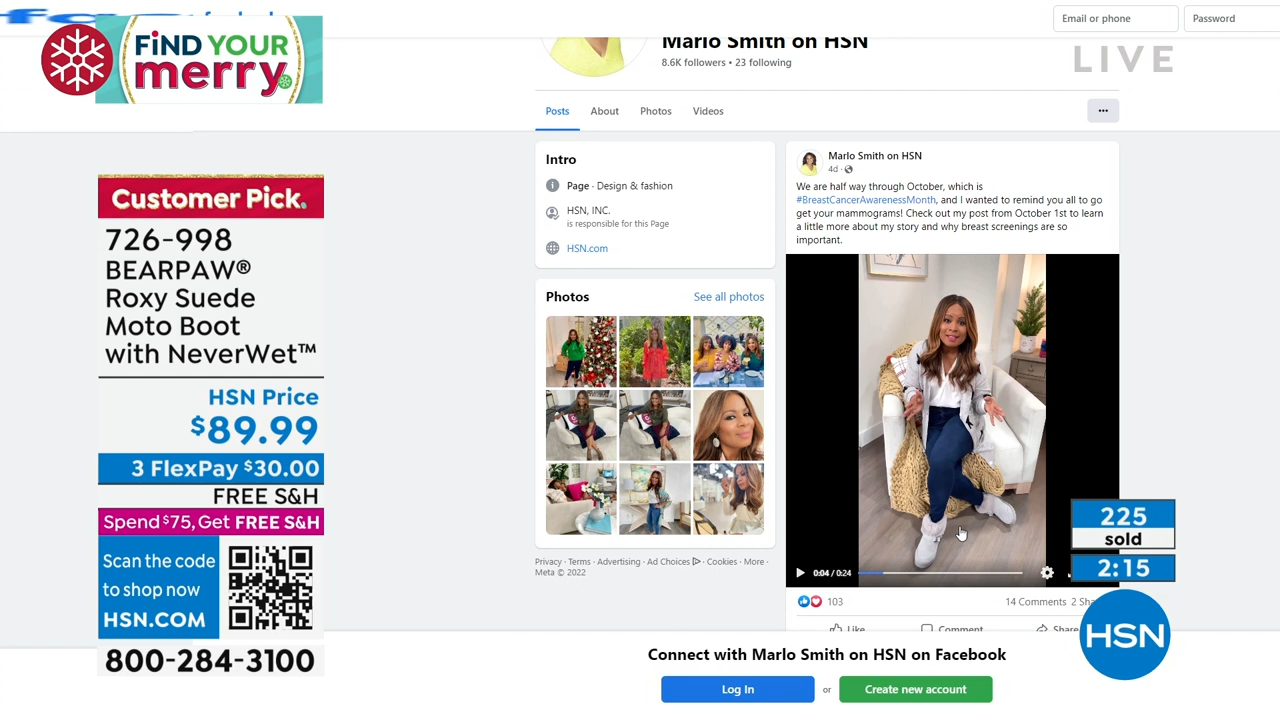 FiND YOUR
merry.
Email or phone
Password
LIVE
Marlo Smith on HSN
8.6K followers • 23 following
Posts
About
Photos
Videos
Customer Pick.
726-998
BEARPAW®
Roxy Suede
Moto Boot
with NeverWet™
HSN Price
$89.99
3 FlexPay $30.00
FREE S&H
Spend $75, Get FREE S&H
Scan the code
to shop now
HSN.COM
800-284-3100
Intro
Page · Design & fashion
HSN, INC.
is responsible for this Page
HSN.com
Photos
See all photos
Privacy · Terms · Advertising · Ad Choices · Cookies · More ·
Meta © 2022
Marlo Smith on HSN
4d ·
We are half way through October, which is
#BreastCancerAwarenessMonth, and I wanted to remind you all to go
get your mammograms! Check out my post from October 1st to learn
a little more about my story and why breast screenings are so
important.
0:04 / 0:24
103
14 Comments 2 Sha
Like
Comment
Share
225
sold
2:15
HSN
Connect with Marlo Smith on HSN on Facebook
Log In
or
Create new account